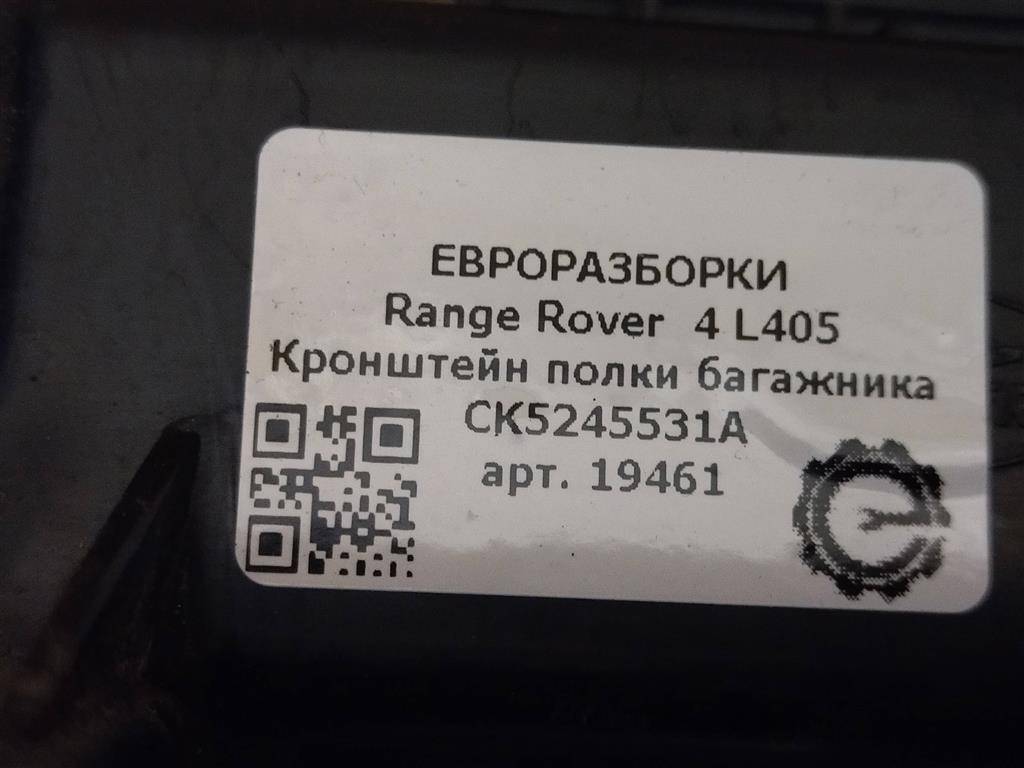 ЕВРОРАЗБОРКИ
Range Rover 4 L405
Кронштейн полки багажника
CK5245531A
арт. 19461